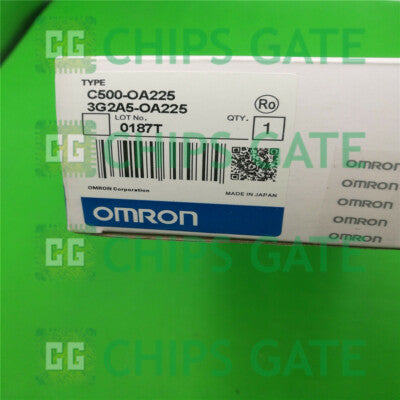 CG CHIPS GATE
TYPE
C500-OA225
3G2A5-OA225
Ro
LOT No.
QTY.
0187T
1
CG CHIPS GATE
OMRON Corporation
MADE IN JAPAN
OMRON
OMRON
OMRON
OMRON
OMRON
OMRON
CG CHIPS GATE
CG CHIPS GATE